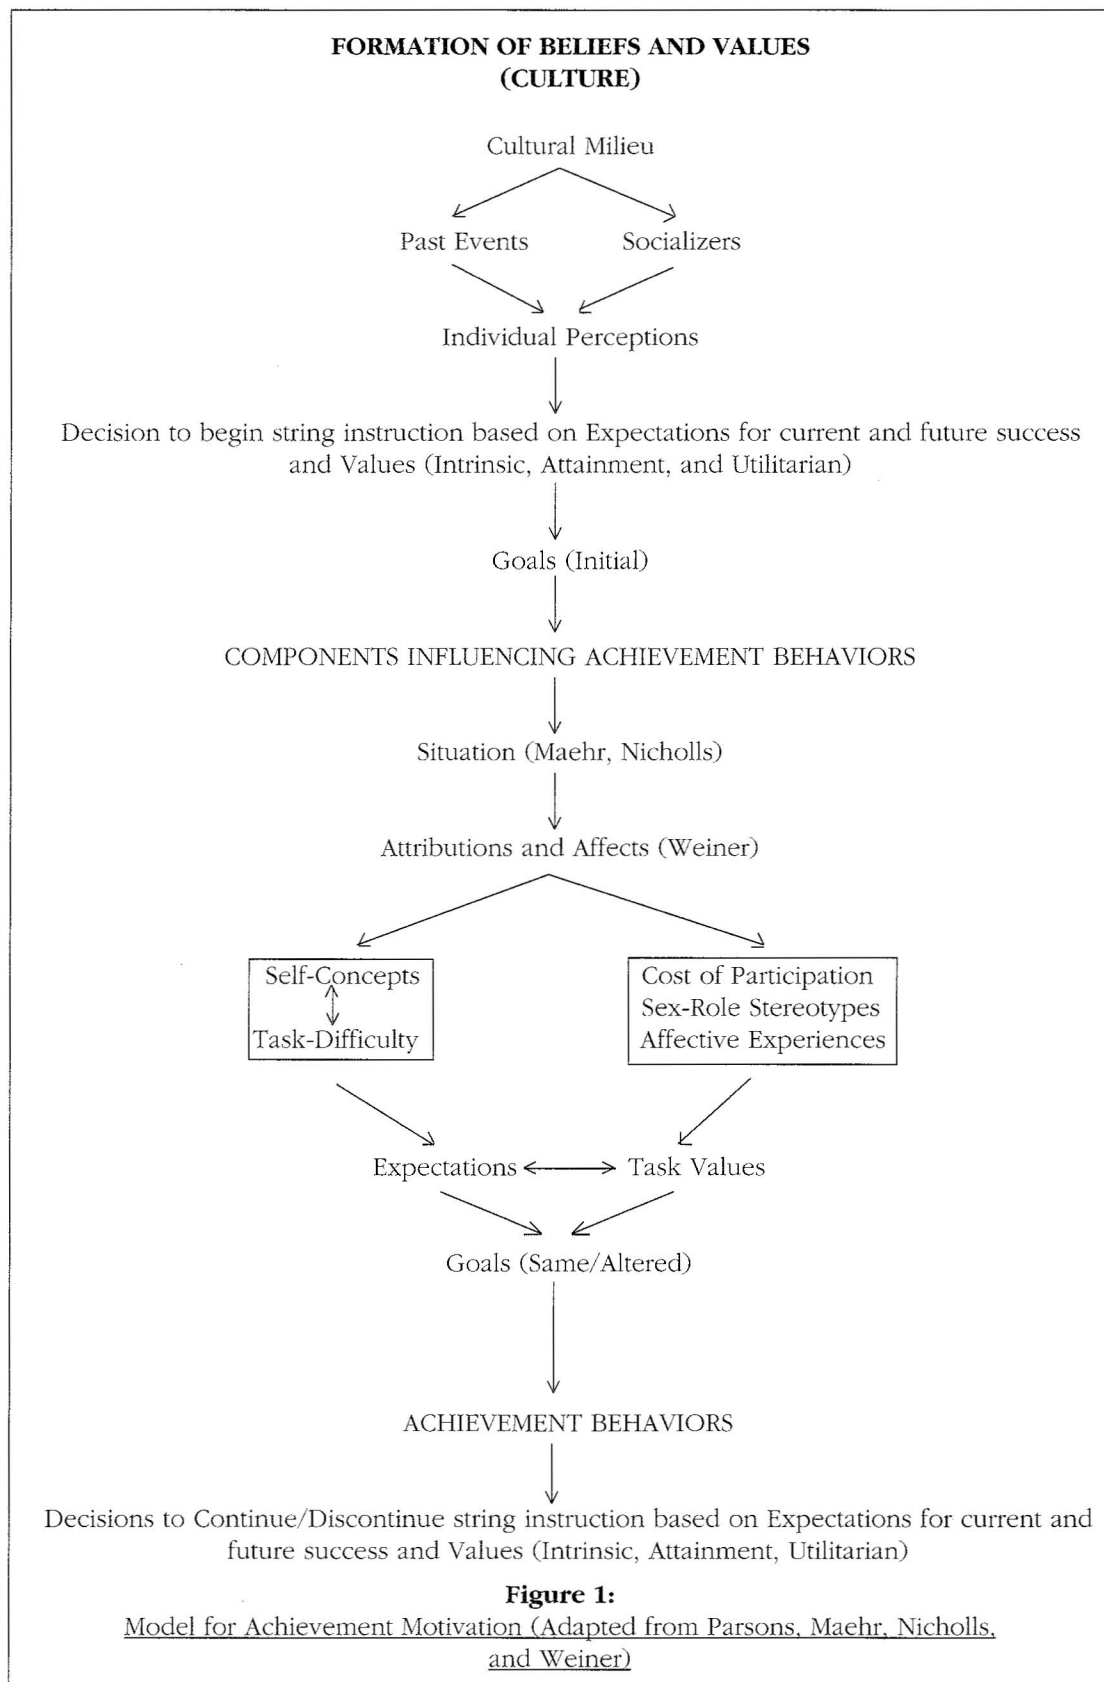 FORMATION OF BELIEFS AND VALUES
(CULTURE)
Cultural Milieu
Past Events Socializers
Individual Perceptions
Decision to begin string instruction based on Expectations for current and future success
and Values (Intrinsic, Attainment, and Utilitarian)
Goals (Initial)
COMPONENTS INFLUENCING ACHIEVEMENT BEHAVIORS
Situation (Maehr, Nicholls)
Attributions and Affects (Weiner)
Self-Concepts
Task-Difficulty
Cost of Participation
Sex-Role Stereotypes
Affective Experiences
Expectations Task Values
Goals (Same/Altered)
ACHIEVEMENT BEHAVIORS
Decisions to Continue/Discontinue string instruction based on Expectations for current and
future success and Values (Intrinsic, Attainment, Utilitarian)
Figure 1:
Model for Achievement Motivation (Adapted from Parsons, Maehr, Nicholls,
and Weiner)